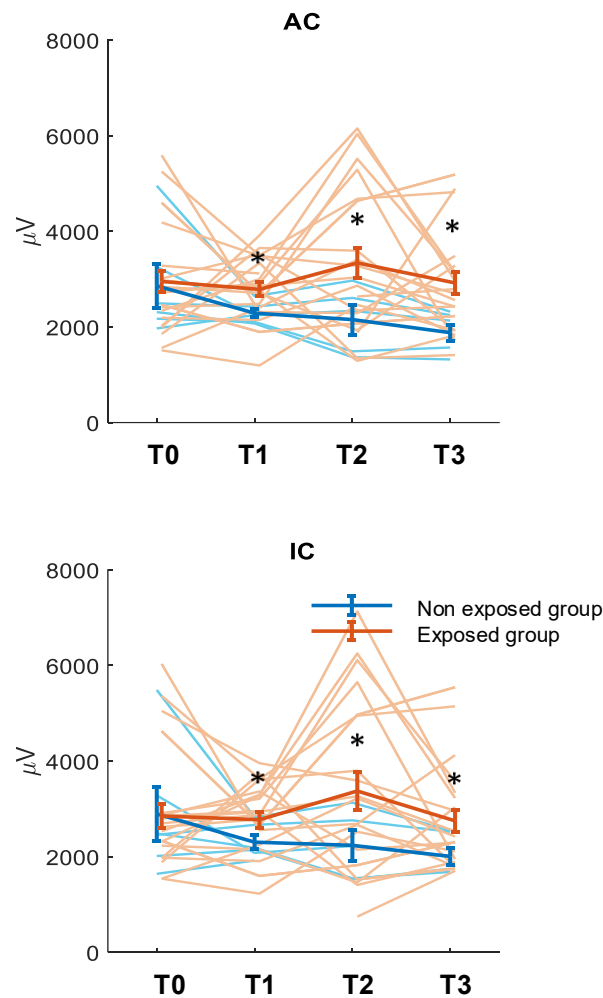 AC
8000
6000
4000
2000
0
μV
*
*
*
T0 T1 T2 T3
IC
8000
6000
4000
2000
0
μV
Non exposed group
Exposed group
*
*
*
T0 T1 T2 T3